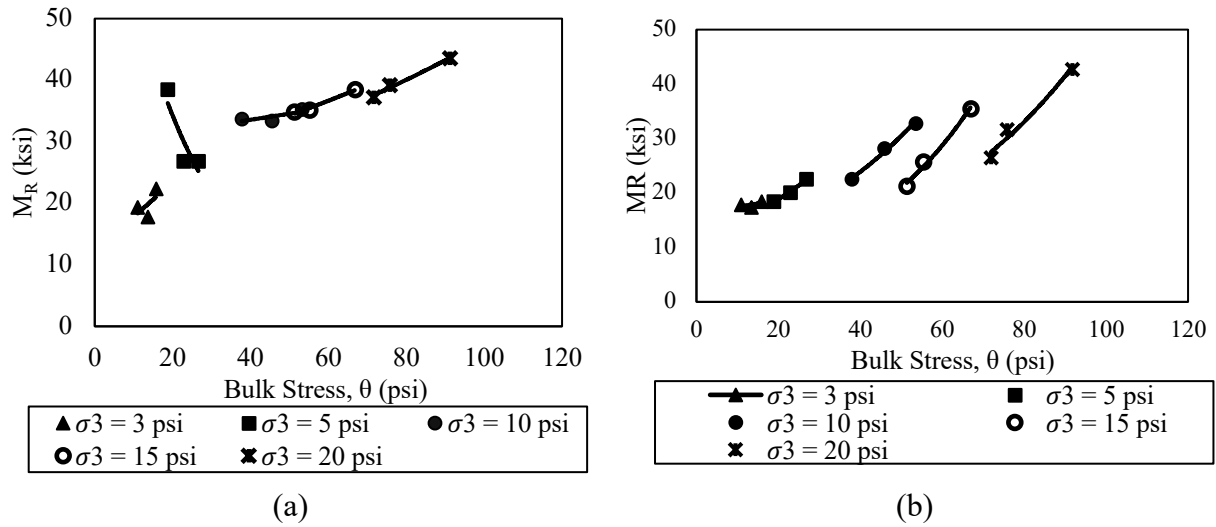 50
40
30
20
10
0
M_R (ksi)
0 20 40 60 80 100 120
Bulk Stress, θ (psi)
σ3 = 3 psi σ3 = 5 psi σ3 = 10 psi
σ3 = 15 psi σ3 = 20 psi
(a)
50
40
30
20
10
0
MR (ksi)
0 20 40 60 80 100 120
Bulk Stress, θ (psi)
σ3 = 3 psi σ3 = 5 psi
σ3 = 10 psi σ3 = 15 psi
σ3 = 20 psi
(b)